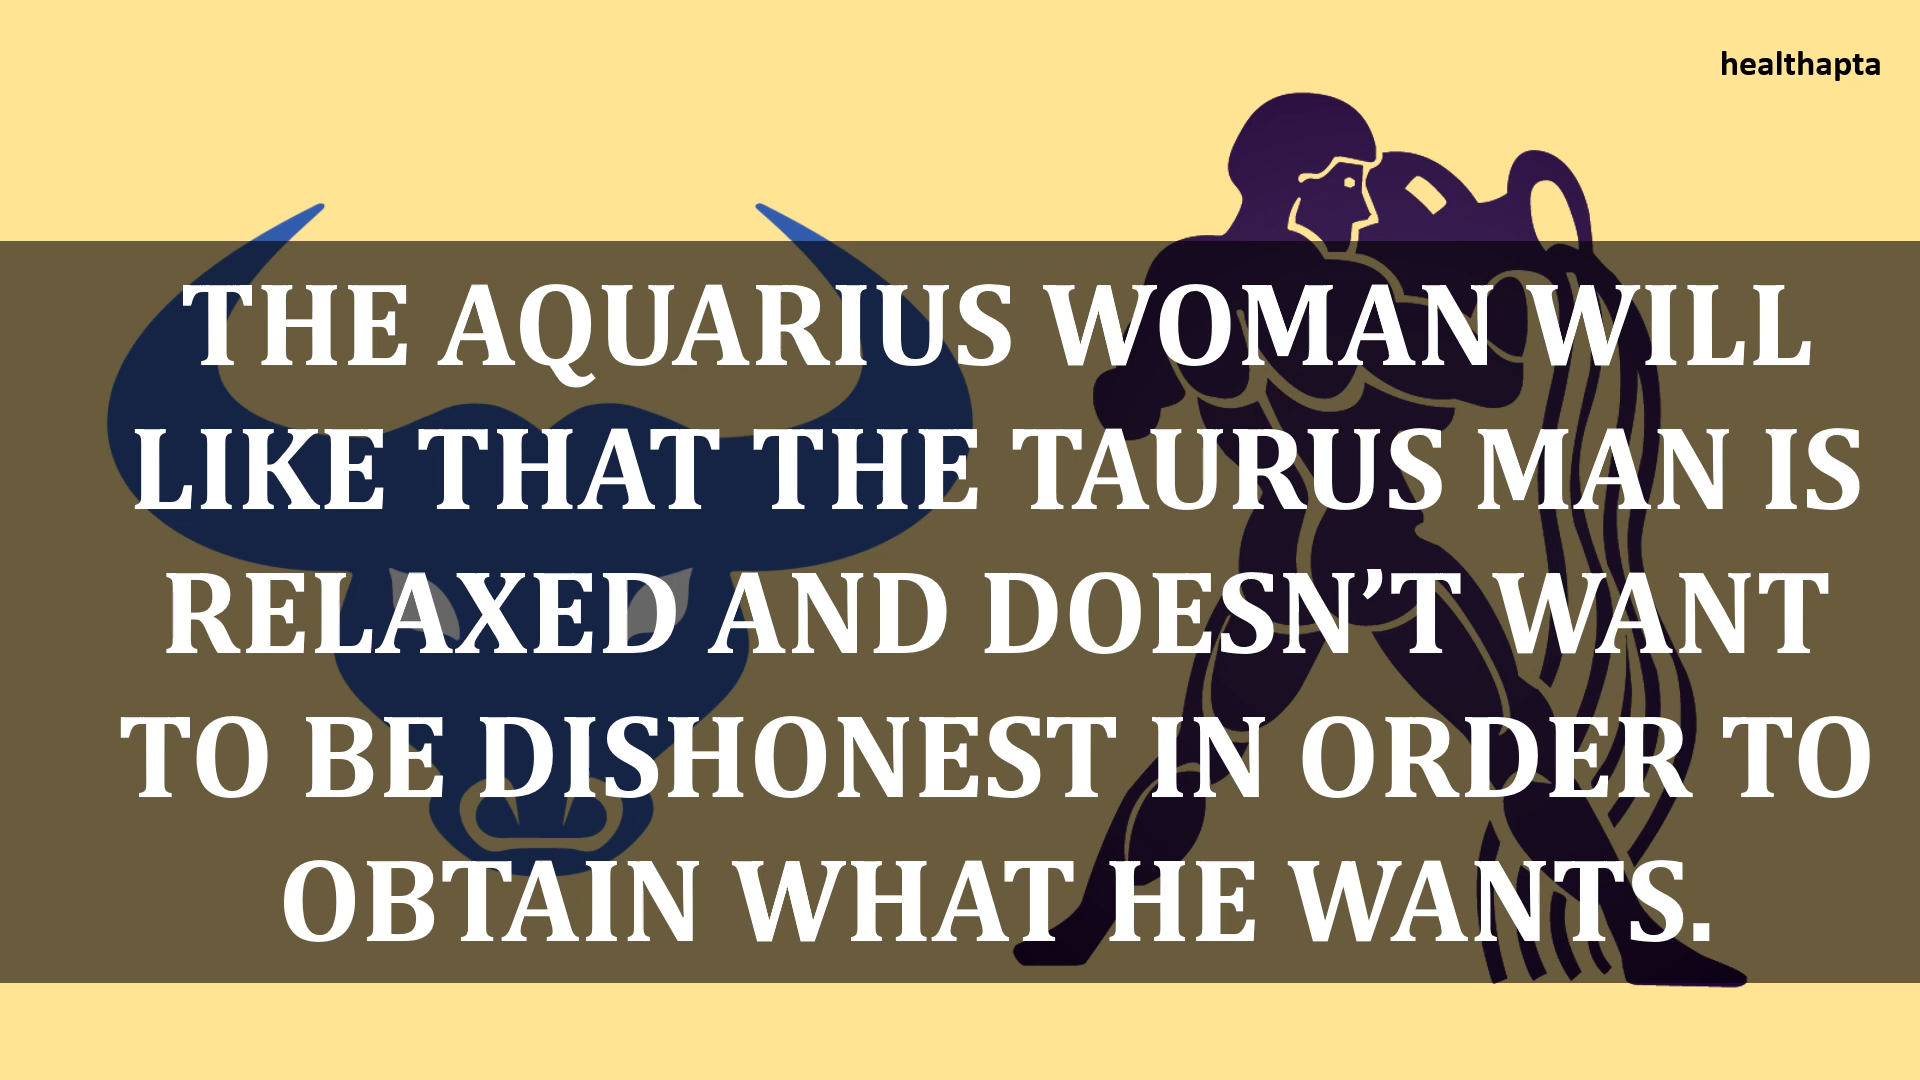 healthapta
THE AQUARIUS WOMAN WILL
LIKE THAT THE TAURUS MAN IS
RELAXED AND DOESN’T WANT
TO BE DISHONEST IN ORDER TO
OBTAIN WHAT HE WANTS.